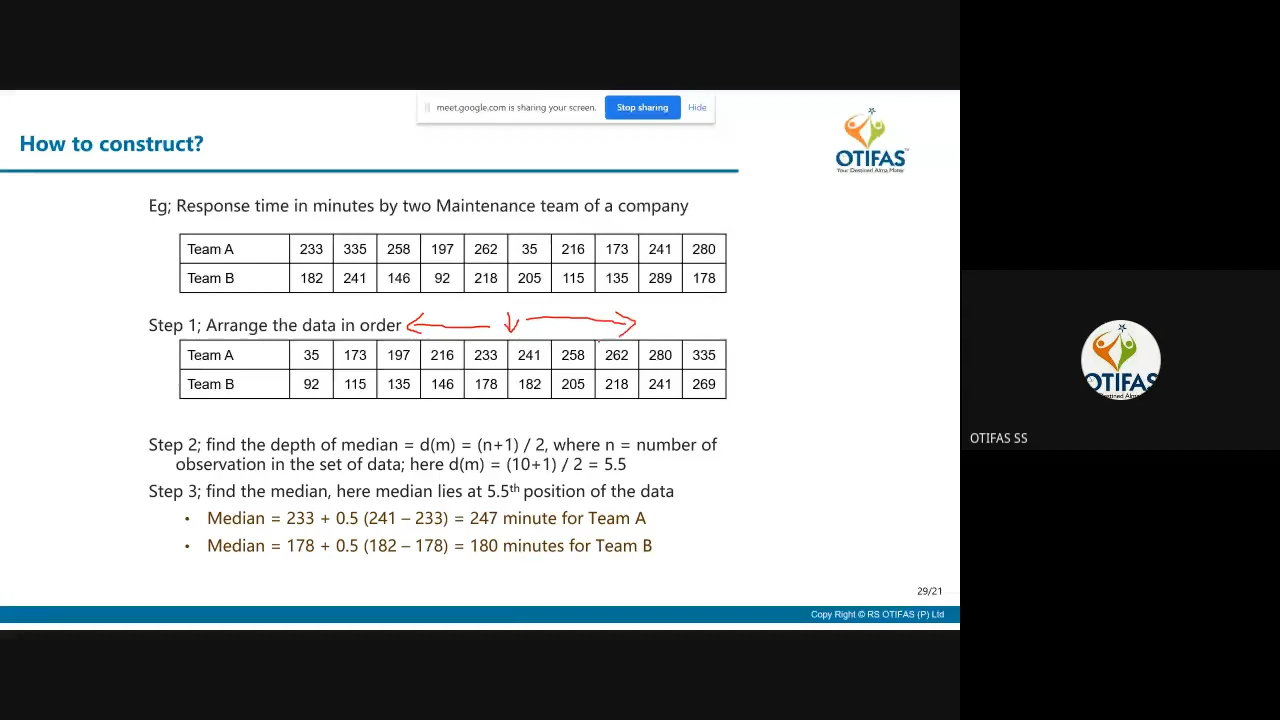 meet.google.com is sharing your screen. Stop sharing Hide
How to construct?
OTIFAS
Your Destined Alma Mater
Eg; Response time in minutes by two Maintenance team of a company
Team A 233 335 258 197 262 35 216 173 241 280
Team B 182 241 146 92 218 205 115 135 289 178
Step 1; Arrange the data in order
Team A 35 173 197 216 233 241 258 262 280 335
Team B 92 115 135 146 178 182 205 218 241 269
Step 2; find the depth of median = d(m) = (n+1) / 2, where n = number of
observation in the set of data; here d(m) = (10+1) / 2 = 5.5
Step 3; find the median, here median lies at 5.5th position of the data
• Median = 233 + 0.5 (241 – 233) = 247 minute for Team A
• Median = 178 + 0.5 (182 – 178) = 180 minutes for Team B
29/21
Copy Right © RS OTIFAS (P) Ltd
OTIFAS
OTIFAS SS